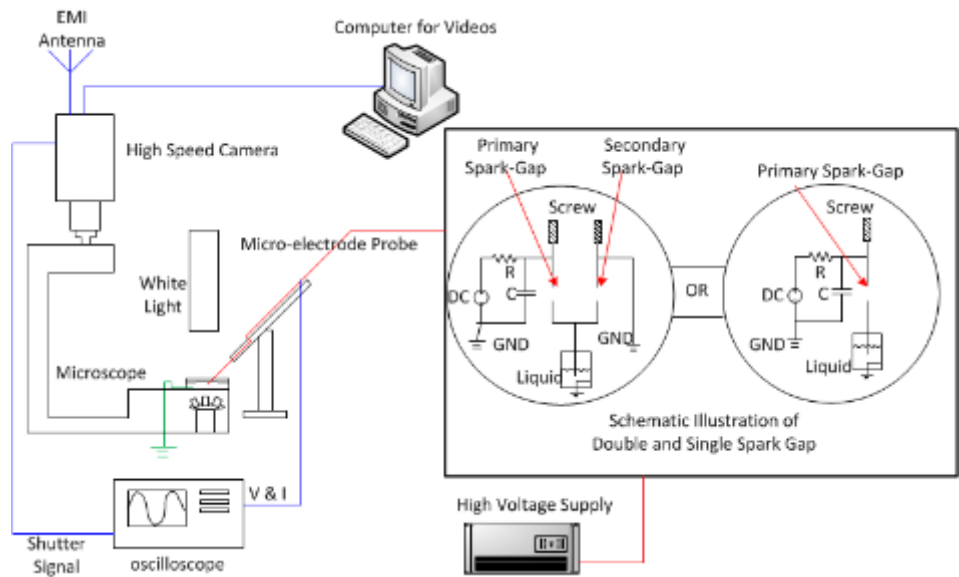 EMI
Antenna
Computer for Videos
High Speed Camera
Primary
Spark-Gap
Secondary
Spark-Gap
Screw
R
DC
C
GND
GND
Liquid
OR
Primary Spark-Gap
Screw
R
DC
C
GND
Liquid
Schematic Illustration of
Double and Single Spark Gap
Micro-electrode Probe
White
Light
Microscope
V & I
Shutter
Signal
oscilloscope
High Voltage Supply